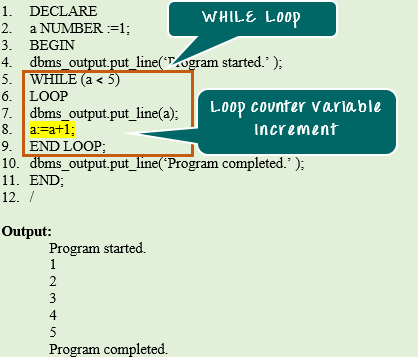 WHILE Loop
1. DECLARE
2. a NUMBER :=1;
3. BEGIN
4. dbms_output.put_line(‘Program started.’ );
5. WHILE (a < 5)
6. LOOP
7. dbms_output.put_line(a);
8. a:=a+1;
9. END LOOP;
10. dbms_output.put_line(‘Program completed.’ );
11. END;
12. /
Loop counter Variable
Increment
Output:
Program started.
1
2
3
4
5
Program completed.